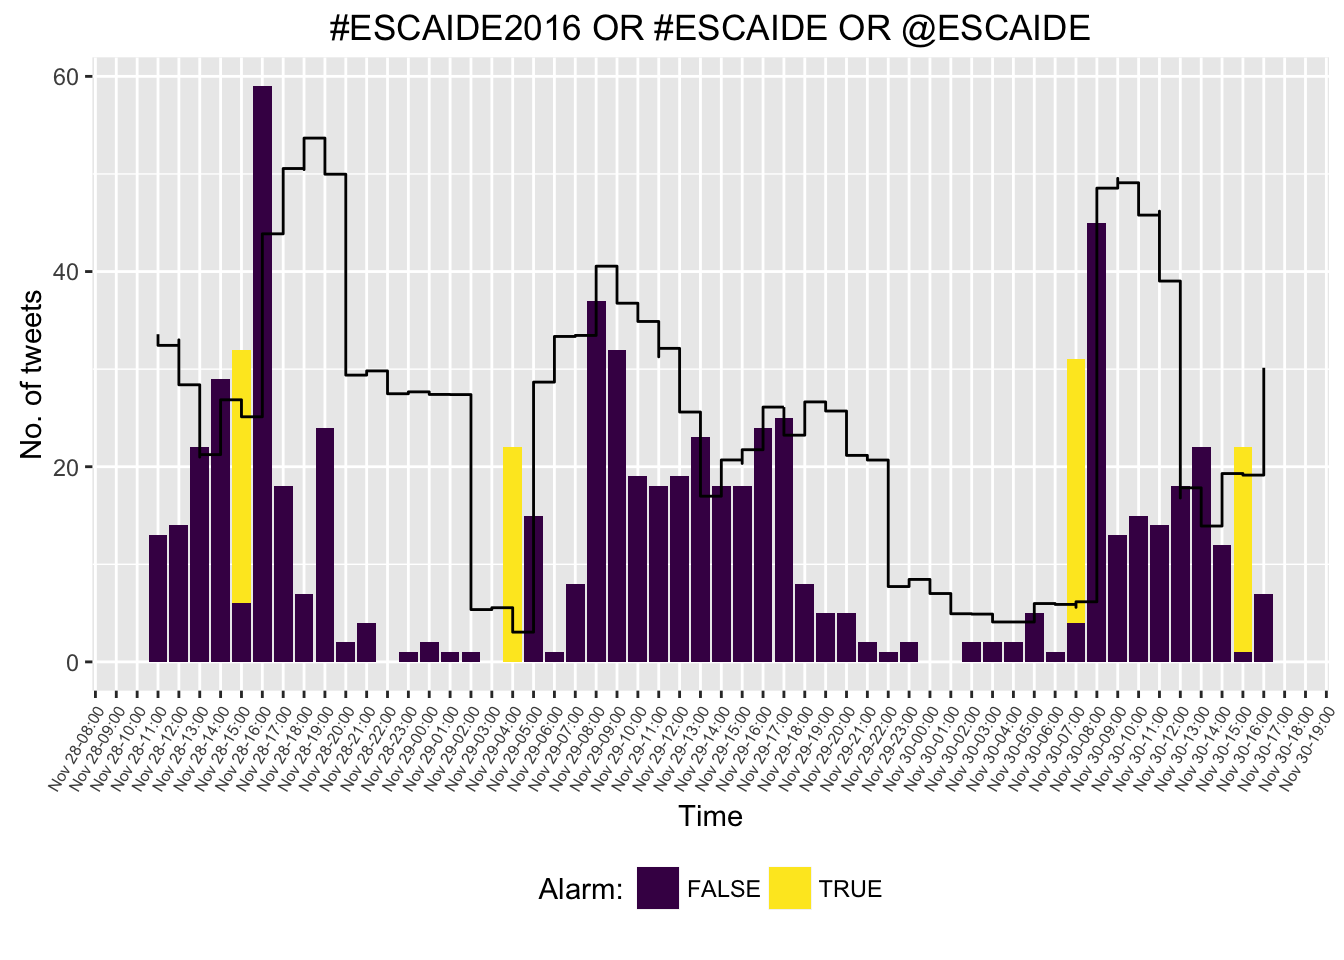 #ESCAIDE2016 OR #ESCAIDE OR @ESCAIDE
60
40
20
0
No. of tweets
Nov 28-08:00
Nov 28-09:00
Nov 28-10:00
Nov 28-11:00
Nov 28-12:00
Nov 28-13:00
Nov 28-14:00
Nov 28-15:00
Nov 28-16:00
Nov 28-17:00
Nov 28-18:00
Nov 28-19:00
Nov 28-20:00
Nov 28-21:00
Nov 28-22:00
Nov 28-23:00
Nov 29-00:00
Nov 29-01:00
Nov 29-02:00
Nov 29-03:00
Nov 29-04:00
Nov 29-05:00
Nov 29-06:00
Nov 29-07:00
Nov 29-08:00
Nov 29-09:00
Nov 29-10:00
Nov 29-11:00
Nov 29-12:00
Nov 29-13:00
Nov 29-14:00
Nov 29-15:00
Nov 29-16:00
Nov 29-17:00
Nov 29-18:00
Nov 29-19:00
Nov 29-20:00
Nov 29-21:00
Nov 29-22:00
Nov 29-23:00
Nov 30-00:00
Nov 30-01:00
Nov 30-02:00
Nov 30-03:00
Nov 30-04:00
Nov 30-05:00
Nov 30-06:00
Nov 30-07:00
Nov 30-08:00
Nov 30-09:00
Nov 30-10:00
Nov 30-11:00
Nov 30-12:00
Nov 30-13:00
Nov 30-14:00
Nov 30-15:00
Nov 30-16:00
Nov 30-17:00
Nov 30-18:00
Nov 30-19:00
Time
Alarm: FALSE TRUE